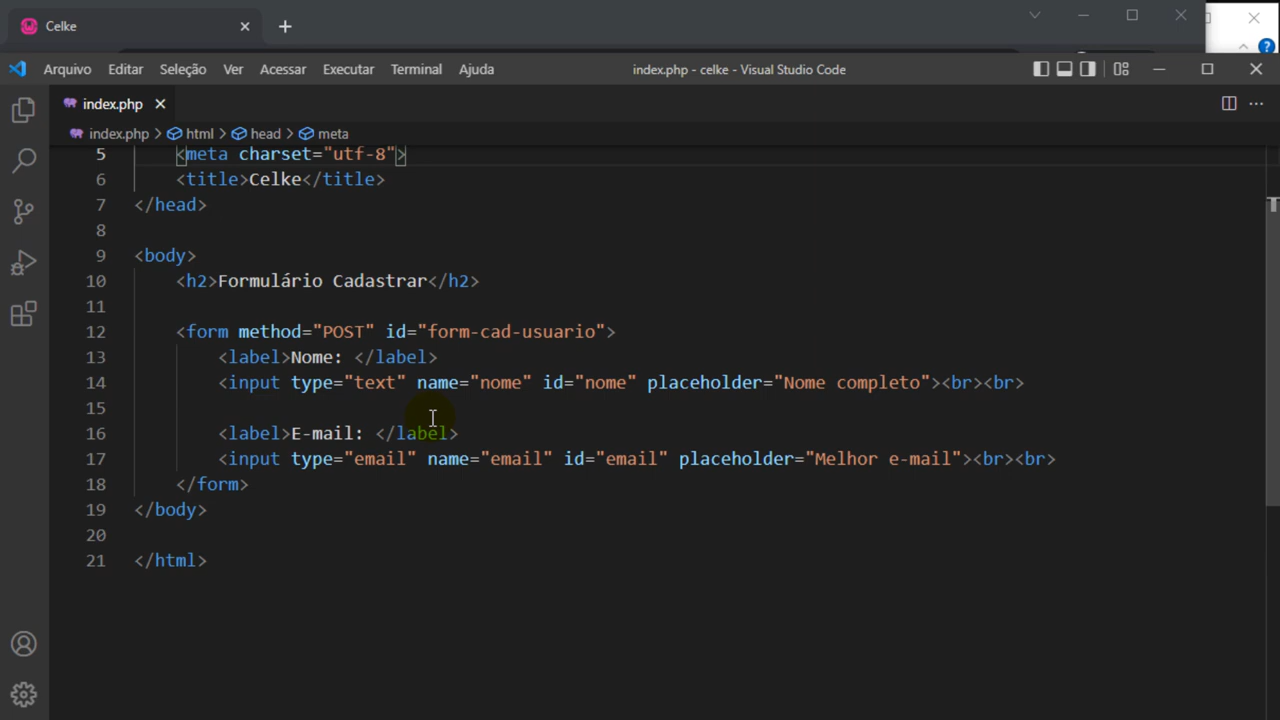 Celke
Arquivo Editar Seleção Ver Acessar Executar Terminal Ajuda index.php - celke - Visual Studio Code
index.php
index.php > html > head > meta
5 <meta charset="utf-8">
6 <title>Celke</title>
7 </head>
8
9 <body>
10 <h2>Formulário Cadastrar</h2>
11
12 <form method="POST" id="form-cad-usuario">
13 <label>Nome: </label>
14 <input type="text" name="nome" id="nome" placeholder="Nome completo"><br><br>
15
16 <label>E-mail: </label>
17 <input type="email" name="email" id="email" placeholder="Melhor e-mail"><br><br>
18 </form>
19 </body>
20
21 </html>